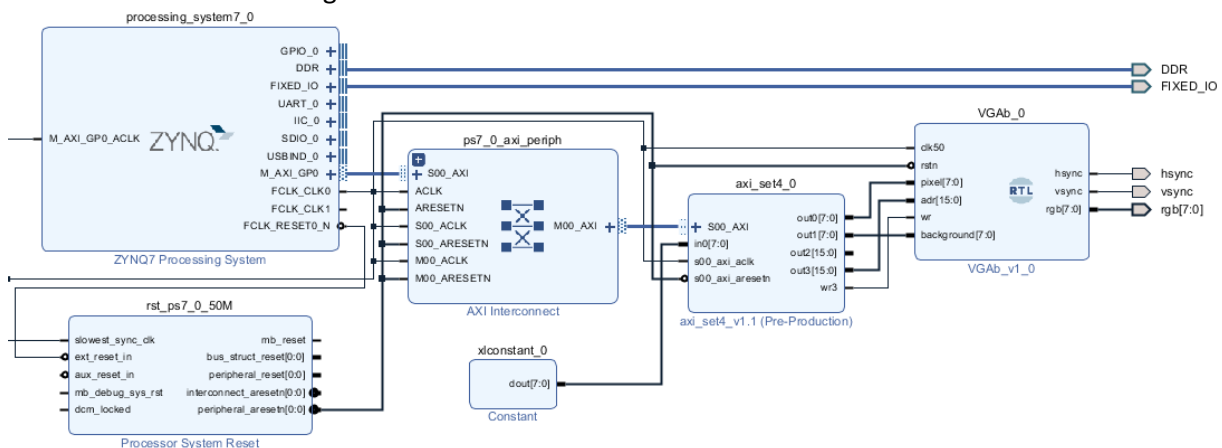 processing_system7_0
GPIO_0
DDR
FIXED_IO
UART_0
IIC_0
SDIO_0
USBIND_0
M_AXI_GP0
FCLK_CLK0
FCLK_CLK1
FCLK_RESET0_N
M_AXI_GP0_ACLK
ZYNQ
ZYNQ7 Processing System
DDR
FIXED_IO
rst_ps7_0_50M
slowest_sync_clk
ext_reset_in
aux_reset_in
mb_debug_sys_rst
dcm_locked
mb_reset
bus_struct_reset[0:0]
peripheral_reset[0:0]
interconnect_aresetn[0:0]
peripheral_aresetn[0:0]
Processor System Reset
ps7_0_axi_periph
S00_AXI
ACLK
ARESETN
S00_ACLK
S00_ARESETN
M00_ACLK
M00_ARESETN
M00_AXI
AXI Interconnect
xlconstant_0
dout[7:0]
Constant
axi_set4_0
S00_AXI
in0[7:0]
s00_axi_aclk
s00_axi_aresetn
out0[7:0]
out1[7:0]
out2[15:0]
out3[15:0]
wr3
axi_set4_v1.1 (Pre-Production)
VGAb_0
clk50
rstn
pixel[7:0]
adr[15:0]
wr
background[7:0]
RTL
hsync
vsync
rgb[7:0]
VGAb_v1_0
hsync
vsync
rgb[7:0]